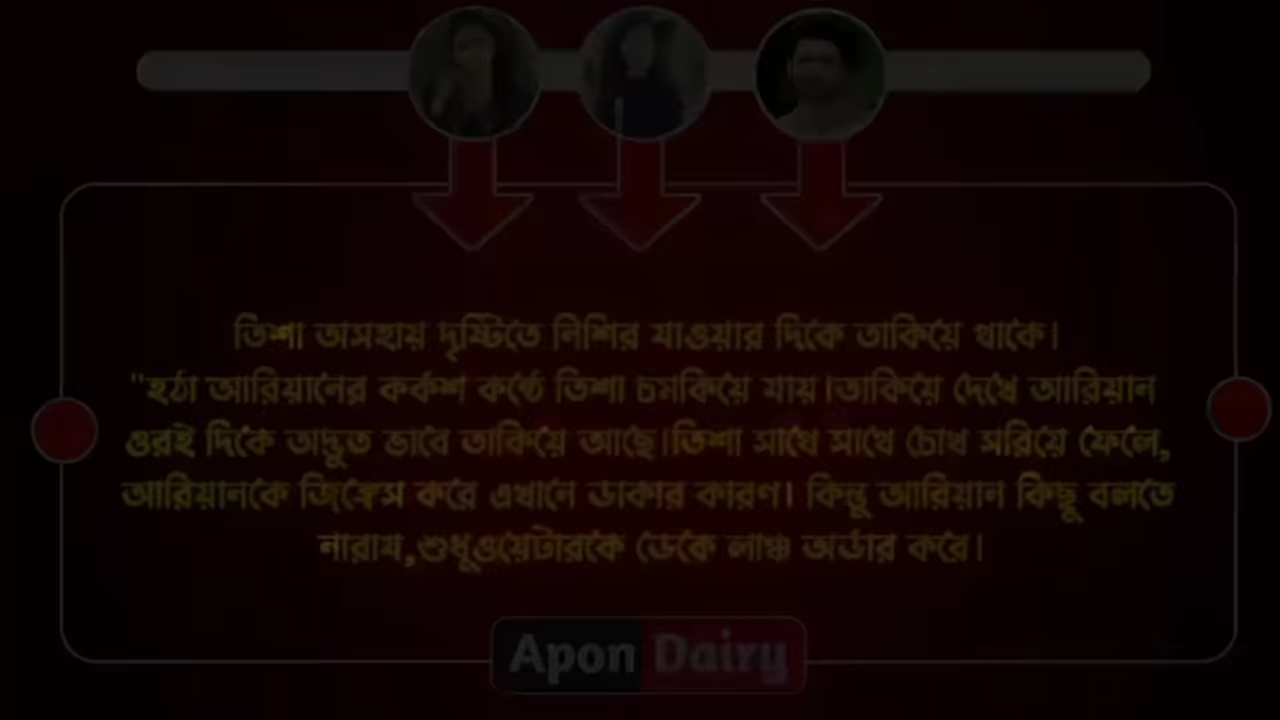 তিশা অসহায় দৃষ্টিতে নিশির যাওয়ার দিকে তাকিয়ে থাকে।
"হঠা আরিয়ানের কর্কশ কন্ঠে তিশা চমকিয়ে যায়।তাকিয়ে দেখে আরিয়ান
ওরই দিকে অদ্ভুত ভাবে তাকিয়ে আছে।তিশা সাথে সাথে চোখ সরিয়ে ফেলে,
আরিয়ানকে জিজ্ঞেস করে এখানে ডাকার কারণ। কিন্তু আরিয়ান কিছু বলতে
নারায,শুধুওয়েটারকে ডেকে লাঞ্চ অর্ডার করে।
Apon Dairy